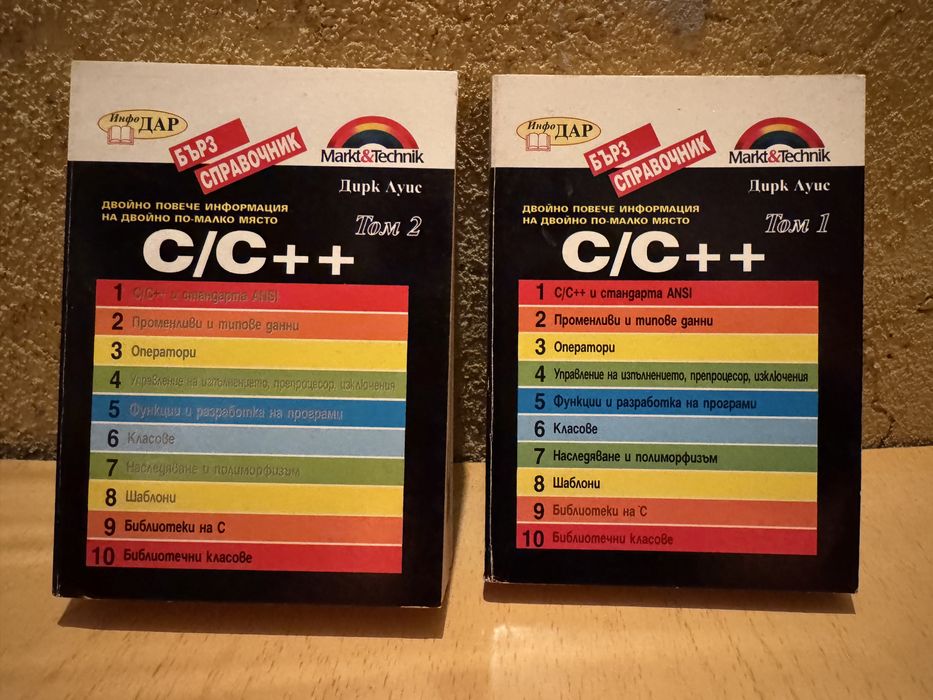 Инфо ДАР
БЪРЗ
СПРАВОЧНИК
Markt&Technik
Дирк Луис
ДВОЙНО ПОВЕЧЕ ИНФОРМАЦИЯ
НА ДВОЙНО ПО-МАЛКО МЯСТО
Том 2
C/C++
1 C/C++ и стандарта ANSI
2 Променливи и типове данни
3 Оператори
4 Управление на изпълнението, препроцесор, изключения
5 Функции и разработка на програми
6 Класове
7 Наследяване и полиморфизъм
8 Шаблони
9 Библиотеки на C
10 Библиотечни класове
Инфо ДАР
БЪРЗ
СПРАВОЧНИК
Markt&Technik
Дирк Луис
ДВОЙНО ПОВЕЧЕ ИНФОРМАЦИЯ
НА ДВОЙНО ПО-МАЛКО МЯСТО
Том 1
C/C++
1 C/C++ и стандарта ANSI
2 Променливи и типове данни
3 Оператори
4 Управление на изпълнението, препроцесор, изключения
5 Функции и разработка на програми
6 Класове
7 Наследяване и полиморфизъм
8 Шаблони
9 Библиотеки на C
10 Библиотечни класове